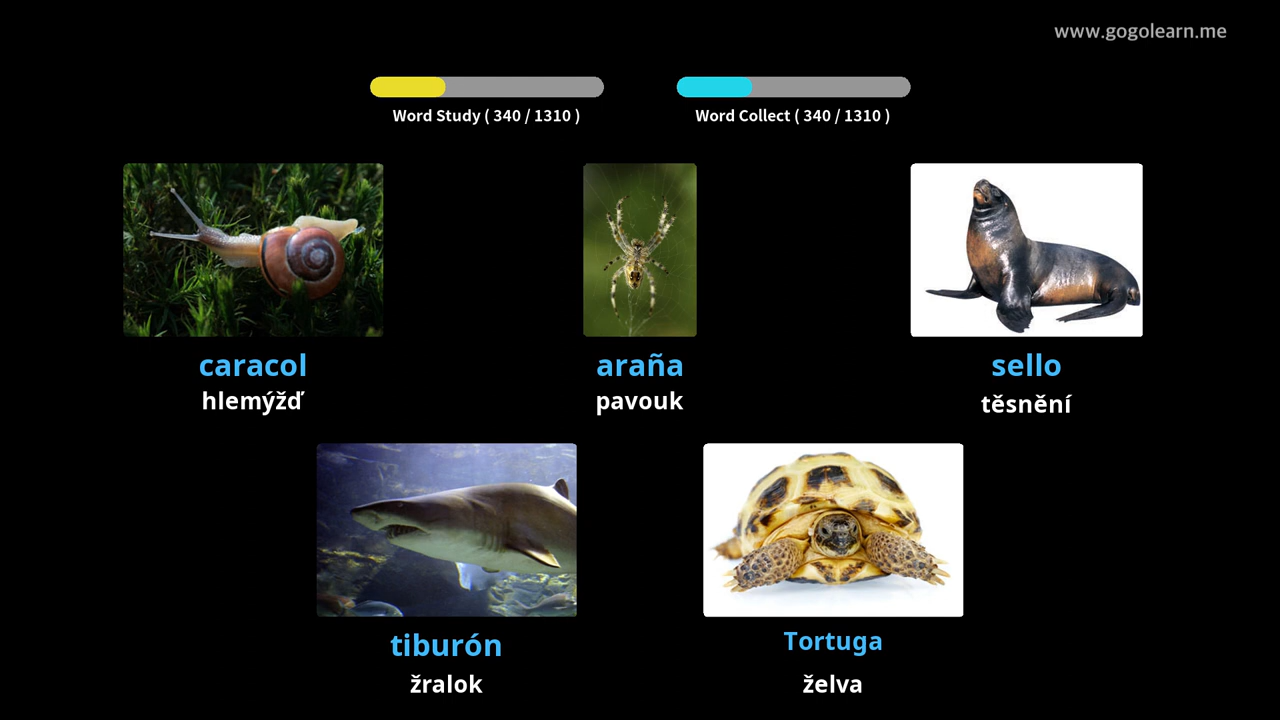 www.gogolearn.me
Word Study ( 340 / 1310 )
Word Collect ( 340 / 1310 )
caracol
hlemýžď
araña
pavouk
sello
těsnění
tiburón
žralok
Tortuga
želva